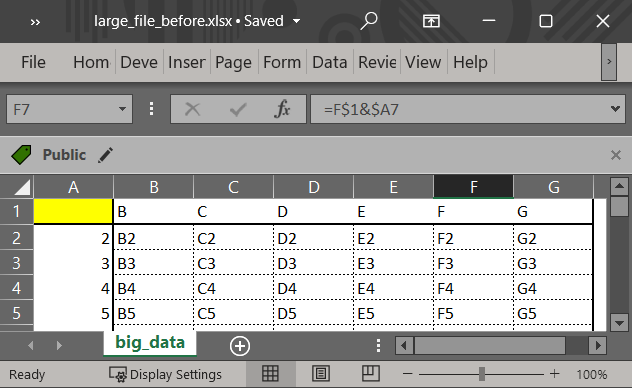 ›› large_file_before.xlsx • Saved
File Hom Deve Inser Page Form Data Revie View Help
F7 fx =F$1&$A7
Public
A B C D E F G
1 B C D E F G
2 2 B2 C2 D2 E2 F2 G2
3 3 B3 C3 D3 E3 F3 G3
4 4 B4 C4 D4 E4 F4 G4
5 5 B5 C5 D5 E5 F5 G5
big_data
Ready Display Settings - + 100%